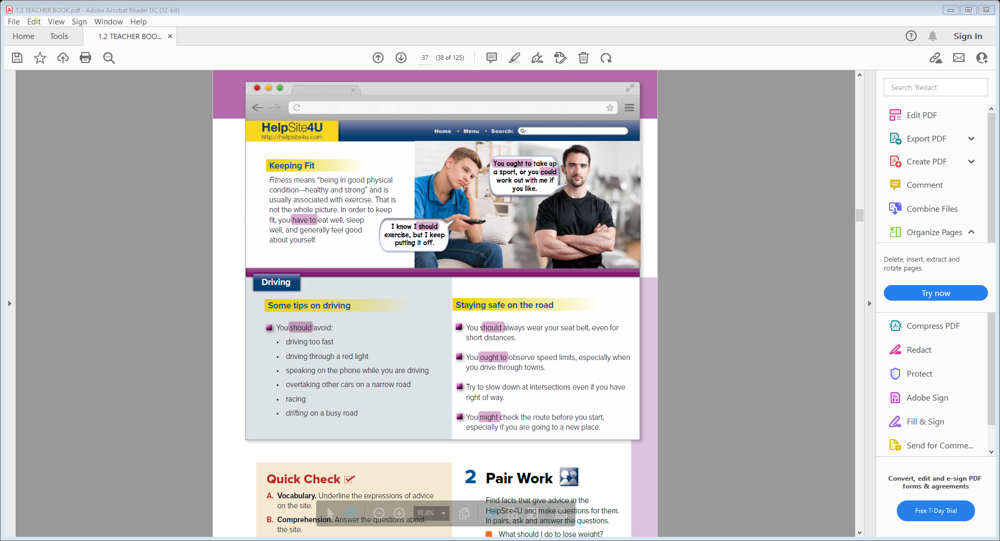 1.2 TEACHER BOOK.pdf - Adobe Acrobat Reader DC (32-bit)
File Edit View Sign Window Help
Home Tools 1.2 TEACHER BOO... ×
Sign In
37 (38 of 125)
HelpSite4U
http://helpsite4u.com
Home • Menu • Search:
Keeping Fit
Fitness means “being in good physical
condition—healthy and strong” and is
usually associated with exercise. That is
not the whole picture. In order to keep
fit, you have to eat well, sleep
well, and generally feel good
about yourself.
You ought to take up
a sport, or you could
work out with me if
you like.
I know I should
exercise, but I keep
putting it off.
Driving
Some tips on driving
You should avoid:
• driving too fast
• driving through a red light
• speaking on the phone while you are driving
• overtaking other cars on a narrow road
• racing
• drifting on a busy road
Staying safe on the road
You should always wear your seat belt, even for
short distances.
You ought to observe speed limits, especially when
you drive through towns.
Try to slow down at intersections even if you have
right of way.
You might check the route before you start,
especially if you are going to a new place.
Quick Check
A. Vocabulary. Underline the expressions of advice
on the site.
B. Comprehension. Answer the questions about
the site.
2 Pair Work
Find facts that give advice in the
HelpSite4U and make questions for them.
In pairs, ask and answer the questions.
What should I do to lose weight?
93.8%
Search 'Redact'
Edit PDF
Export PDF
Create PDF
Comment
Combine Files
Organize Pages
Delete, insert, extract and
rotate pages.
Try now
Compress PDF
Redact
Protect
Adobe Sign
Fill & Sign
Send for Comme...
Convert, edit and e-sign PDF
forms & agreements
Free 7-Day Trial